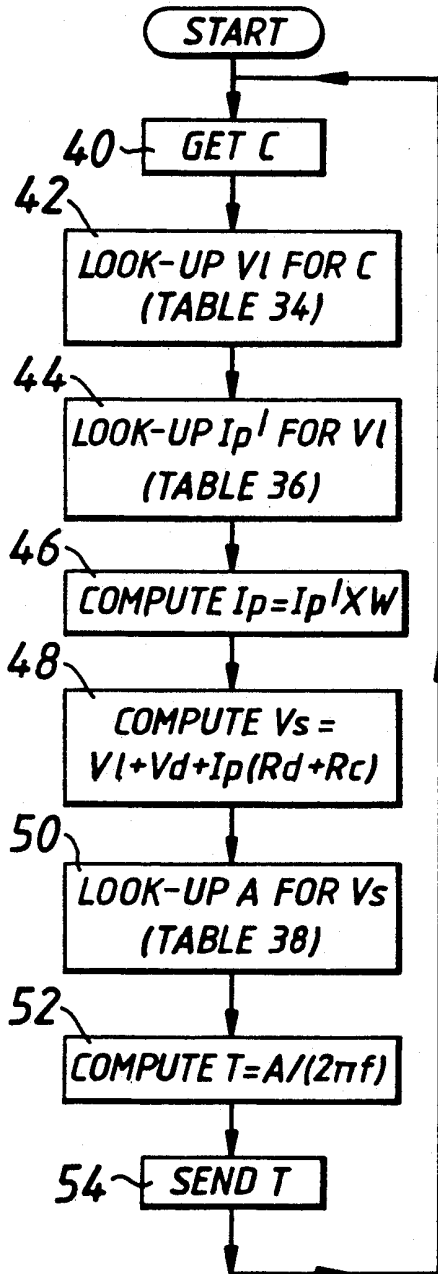 START
40
GET C
42
LOOK-UP Vl FOR C
(TABLE 34)
44
LOOK-UP Ip' FOR Vl
(TABLE 36)
46
COMPUTE Ip=Ip'XW
48
COMPUTE Vs =
Vl+Vd+Ip(Rd+Rc)
50
LOOK-UP A FOR Vs
(TABLE 38)
52
COMPUTE T=A/(2πf)
54
SEND T